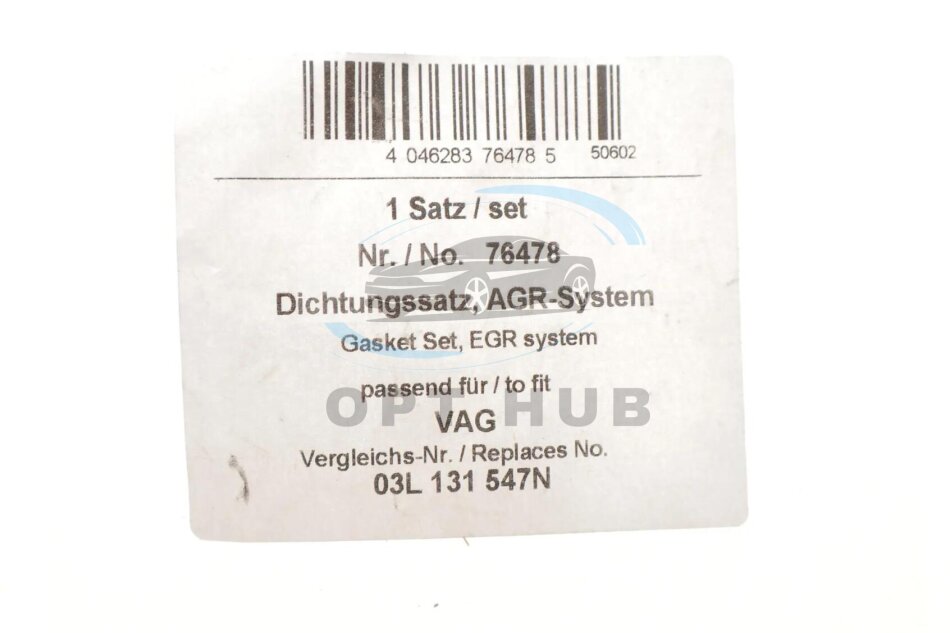 4 046283 76478 5 50602
1 Satz / set
Nr. / No. 76478
Dichtungssatz, AGR-System
Gasket Set, EGR system
passend für / to fit
OPT HUB
VAG
Vergleichs-Nr. / Replaces No.
03L 131 547N